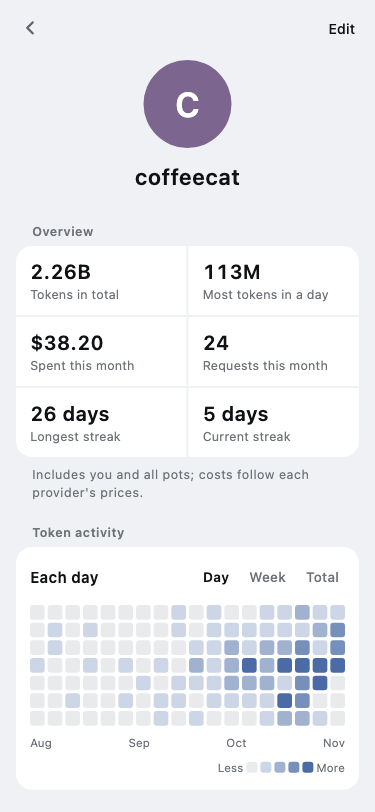 Edit
C
coffeecat
Overview
2.26B
Tokens in total
113M
Most tokens in a day
$38.20
Spent this month
24
Requests this month
26 days
Longest streak
5 days
Current streak
Includes you and all pots; costs follow each
provider's prices.
Token activity
Each day
Day Week Total
Aug Sep Oct Nov
Less More